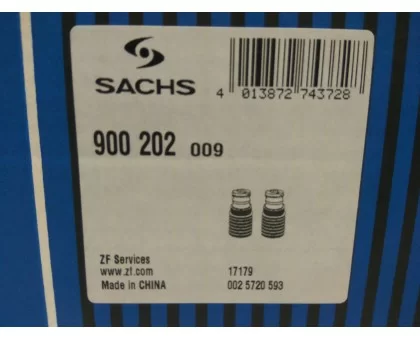 SACHS
4 013872 743728
900 202 009
ZF Services
www.zf.com
Made in CHINA
17179
002 5720 593